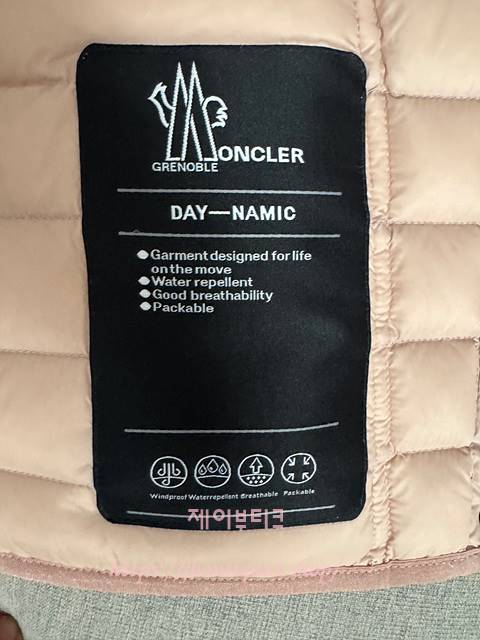 MONCLER
GRENOBLE
DAY—NAMIC
Garment designed for life
on the move
Water repellent
Good breathability
Packable
Windproof Waterrepellent Breathable Packable
제이부티크